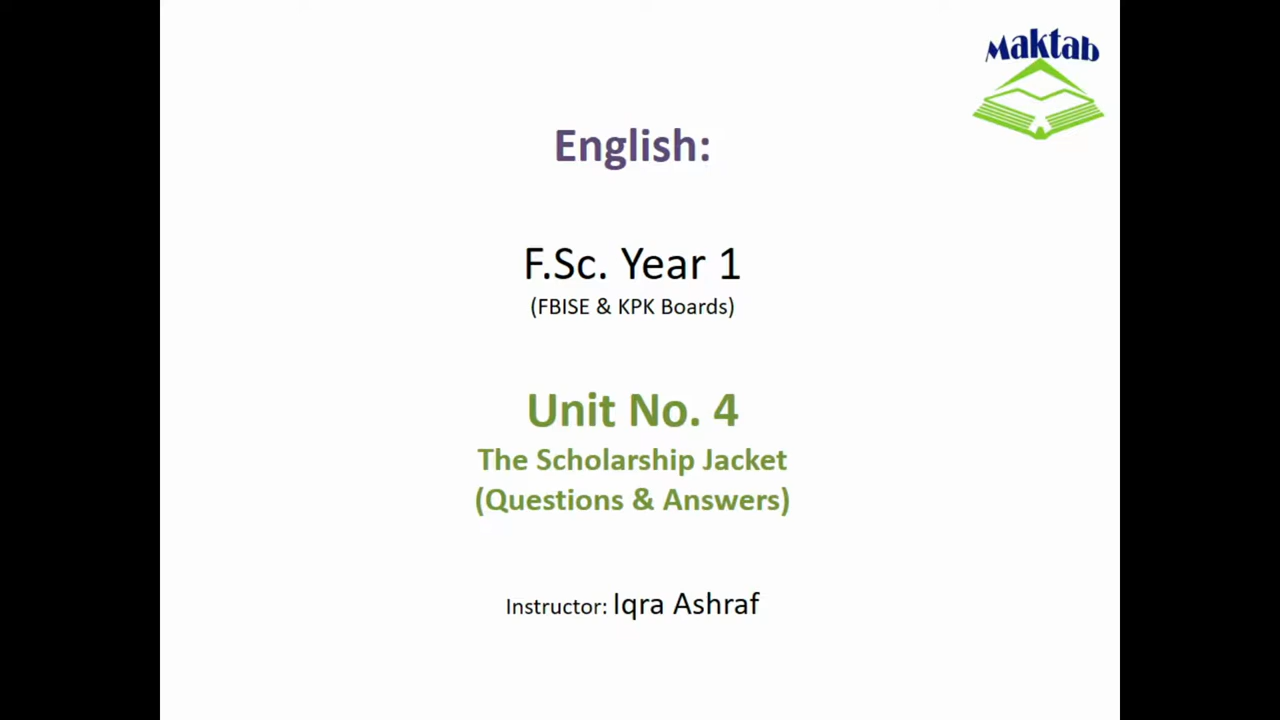 Maktab
English:
F.Sc. Year 1
(FBISE & KPK Boards)
Unit No. 4
The Scholarship Jacket
(Questions & Answers)
Instructor: Iqra Ashraf